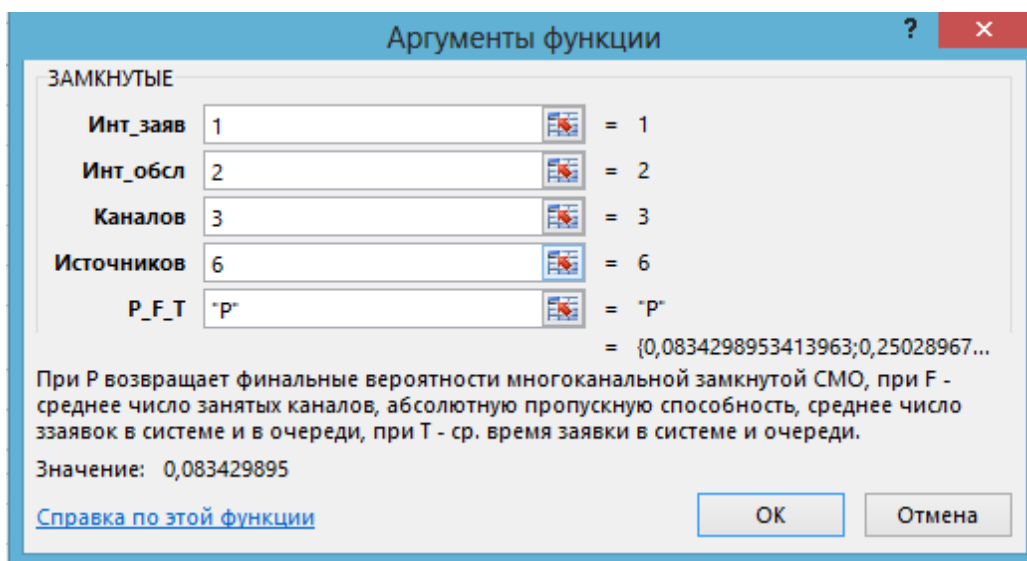 Аргументы функции
?
ЗАМКНУТЫЕ
Инт_заяв 1 = 1
Инт_обсл 2 = 2
Каналов 3 = 3
Источников 6 = 6
P_F_T "P" = "P"
= {0,0834298953413963;0,25028967...
При P возвращает финальные вероятности многоканальной замкнутой СМО, при F -
среднее число занятых каналов, абсолютную пропускную способность, среднее число
ззаявок в системе и в очереди, при T - ср. время заявки в системе и очереди.
Значение: 0,083429895
Справка по этой функции
ОК
Отмена